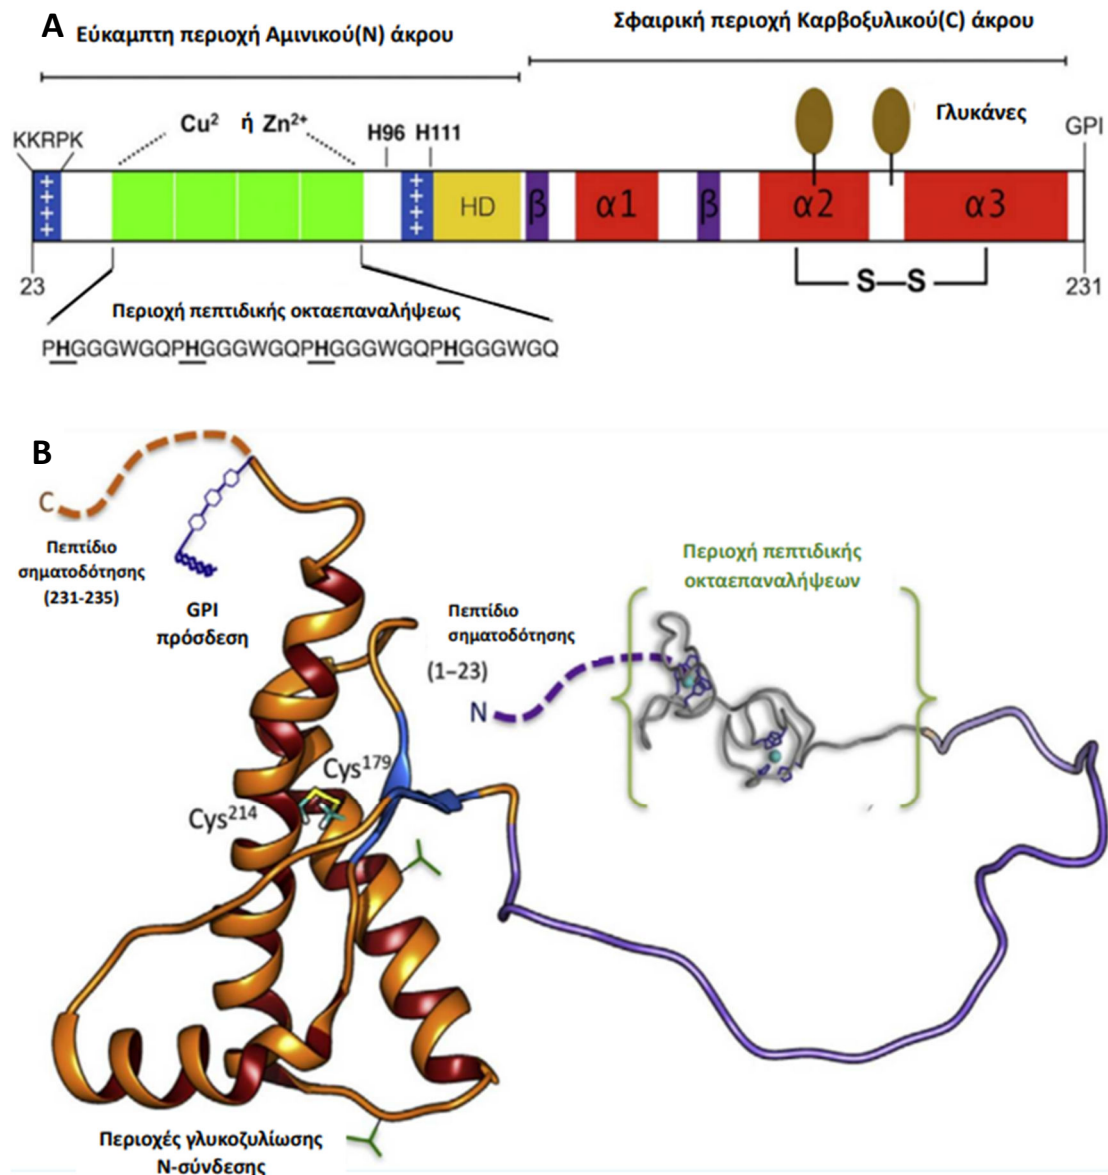 A
Εύκαμπτη περιοχή Αμινικού(N) άκρου
Σφαιρική περιοχή Καρβοξυλικού(C) άκρου
Cu² ή Zn²⁺
Γλυκάνες
KKRPK
H96 H111
GPI
+ + + +
+ + + +
HD
β
α1
β
α2
α3
23
S—S
231
Περιοχή πεπτιδικής οκταεπαναλήψεως
PHGGGWGQPHGGGWGQPHGGGWGQPHGGGWGQ
B
C
Πεπτίδιο
σηματοδότησης
(231-235)
GPI
πρόσδεση
Πεπτίδιο
σηματοδότησης
(1–23)
N
Περιοχή πεπτιδικής
οκταεπαναλήψεων
Cys¹⁷⁹
Cys²¹⁴
Περιοχές γλυκοζυλίωσης
Ν-σύνδεσης